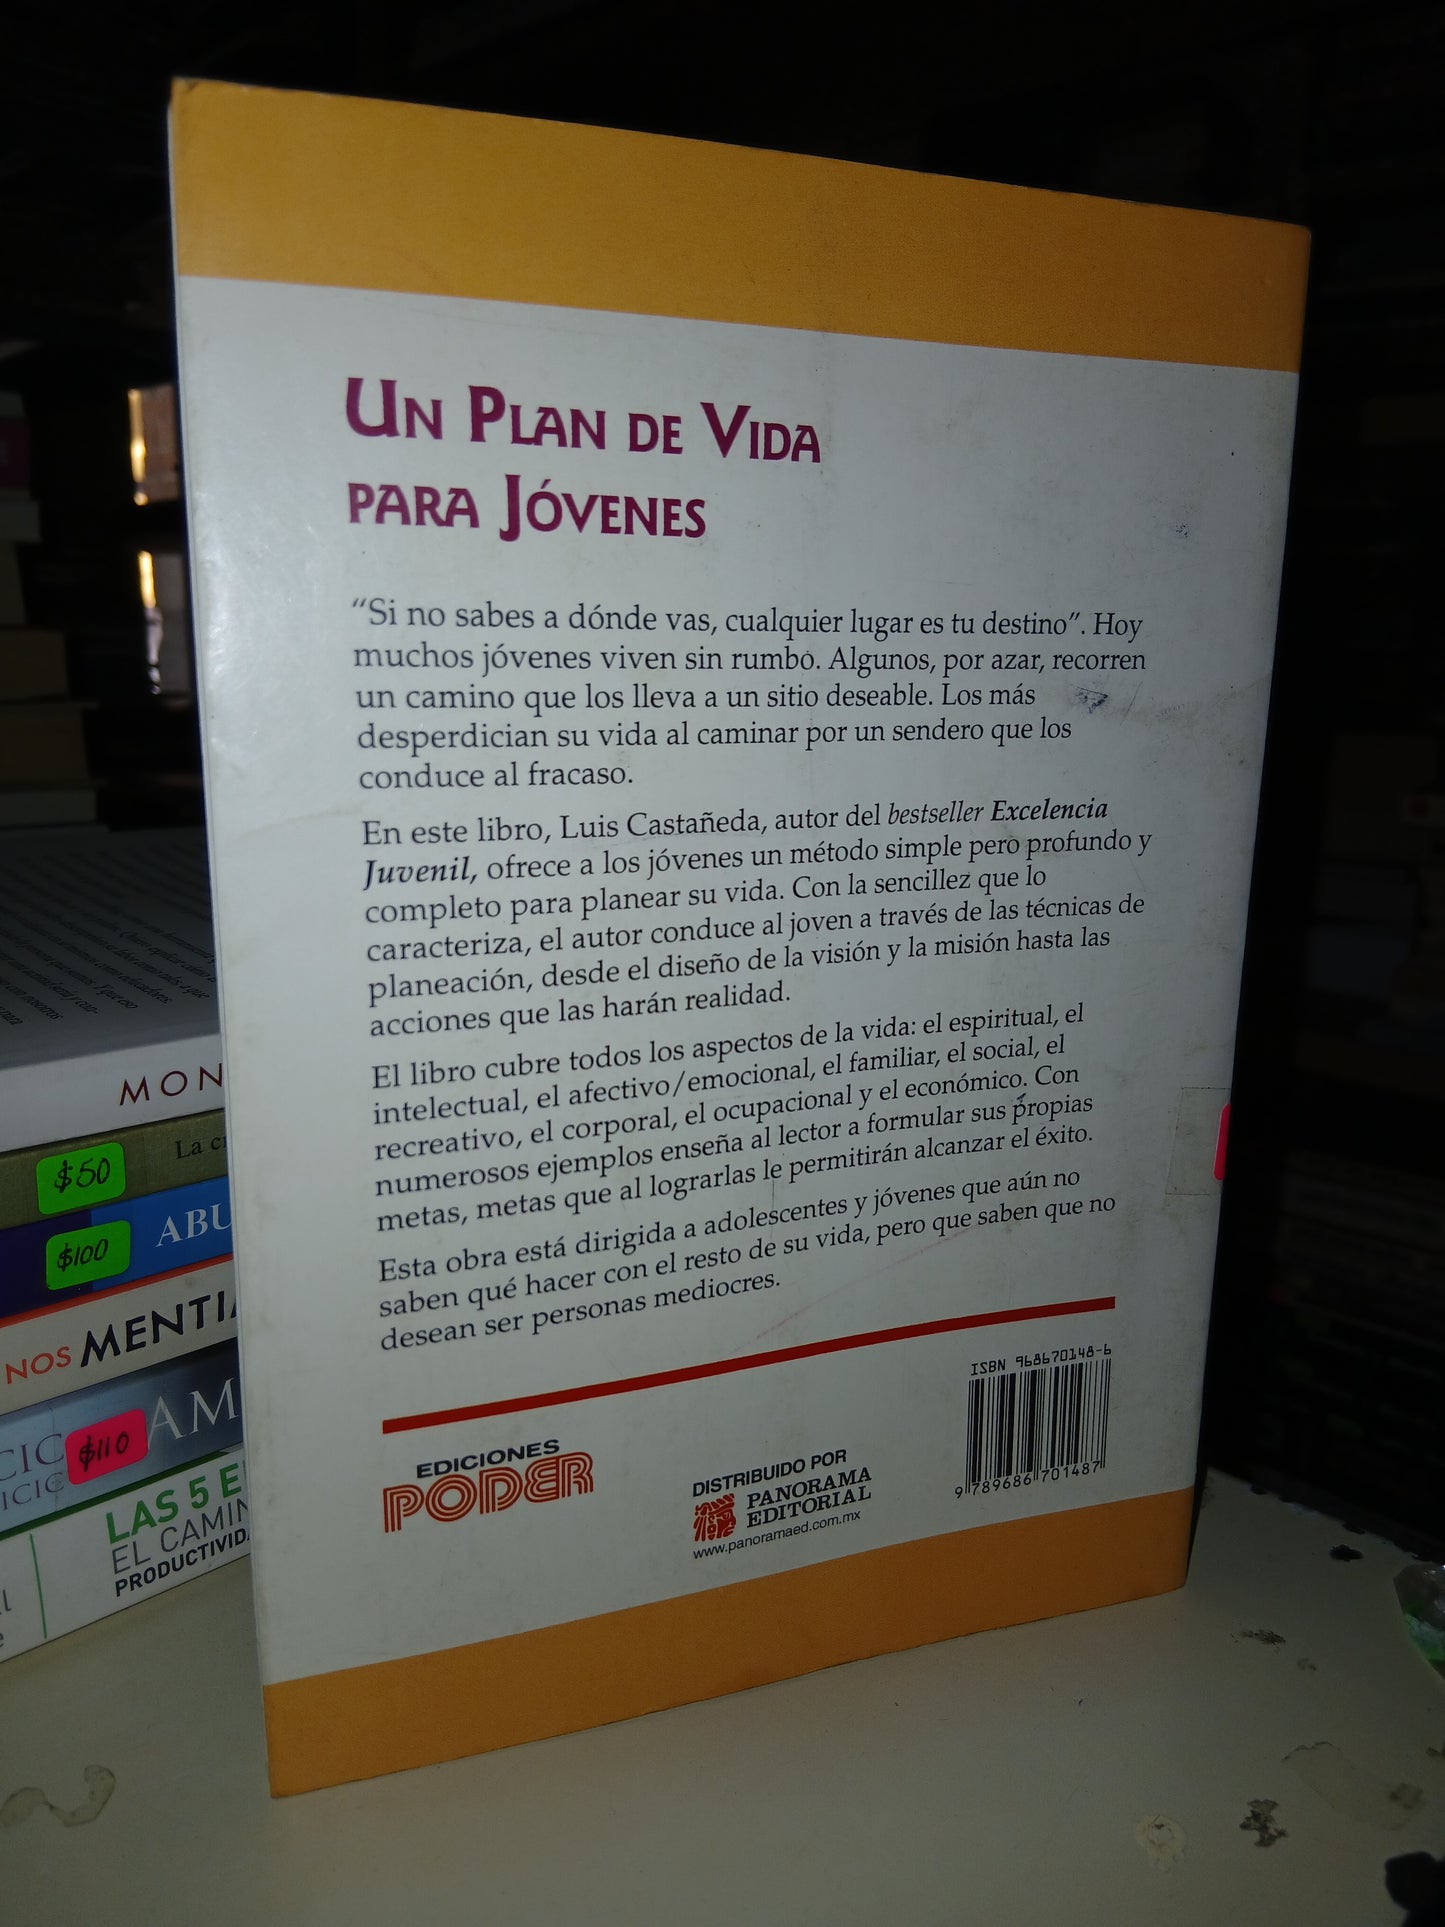 UN PLAN DE VIDA
PARA JÓVENES
“Si no sabes a dónde vas, cualquier lugar es tu destino”. Hoy
muchos jóvenes viven sin rumbo. Algunos, por azar, recorren
un camino que los lleva a un sitio deseable. Los más
desperdician su vida al caminar por un sendero que los
conduce al fracaso.
En este libro, Luis Castañeda, autor del bestseller Excelencia
Juvenil, ofrece a los jóvenes un método simple pero profundo y
completo para planear su vida. Con la sencillez que lo
caracteriza, el autor conduce al joven a través de las técnicas de
planeación, desde el diseño de la visión y la misión hasta las
acciones que las harán realidad.
El libro cubre todos los aspectos de la vida: el espiritual, el
intelectual, el afectivo/emocional, el familiar, el social, el
recreativo, el corporal, el ocupacional y el económico. Con
numerosos ejemplos enseña al lector a formular sus propias
metas, metas que al lograrlas le permitirán alcanzar el éxito.
Esta obra está dirigida a adolescentes y jóvenes que aún no
saben qué hacer con el resto de su vida, pero que saben que no
desean ser personas mediocres.
EDICIONES
PODER
DISTRIBUIDO POR
PANORAMA
EDITORIAL
www.panoramaed.com.mx
ISBN 968670148-6
9 789686 701487
MON
$50
La c
$100
ABU
NOS MENTI
CIC
ICIC
$110
AM
LAS 5 E
EL CAMIN
PRODUCTIVID